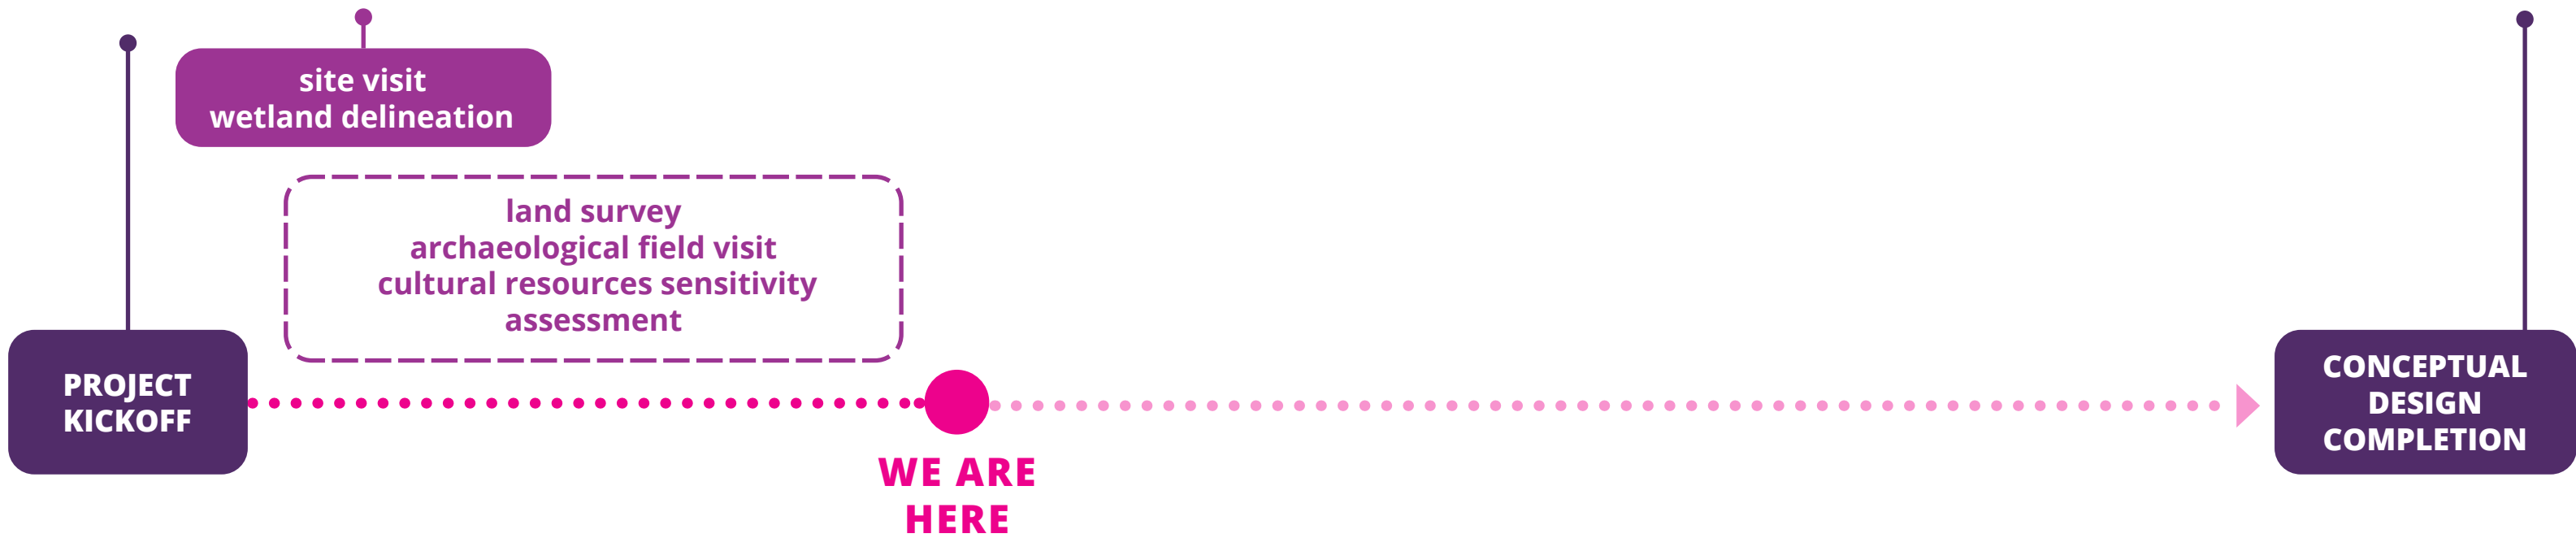 site visit
wetland delineation
land survey
archaeological field visit
cultural resources sensitivity
assessment
PROJECT
KICKOFF
CONCEPTUAL
DESIGN
COMPLETION
WE ARE
HERE